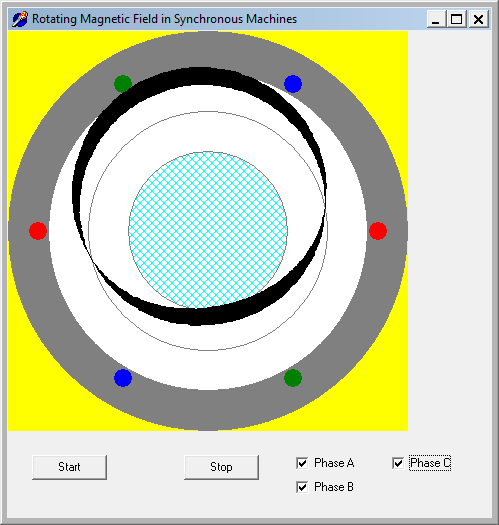 Rotating Magnetic Field in Synchronous Machines
Start
Stop
Phase A
Phase C
Phase B